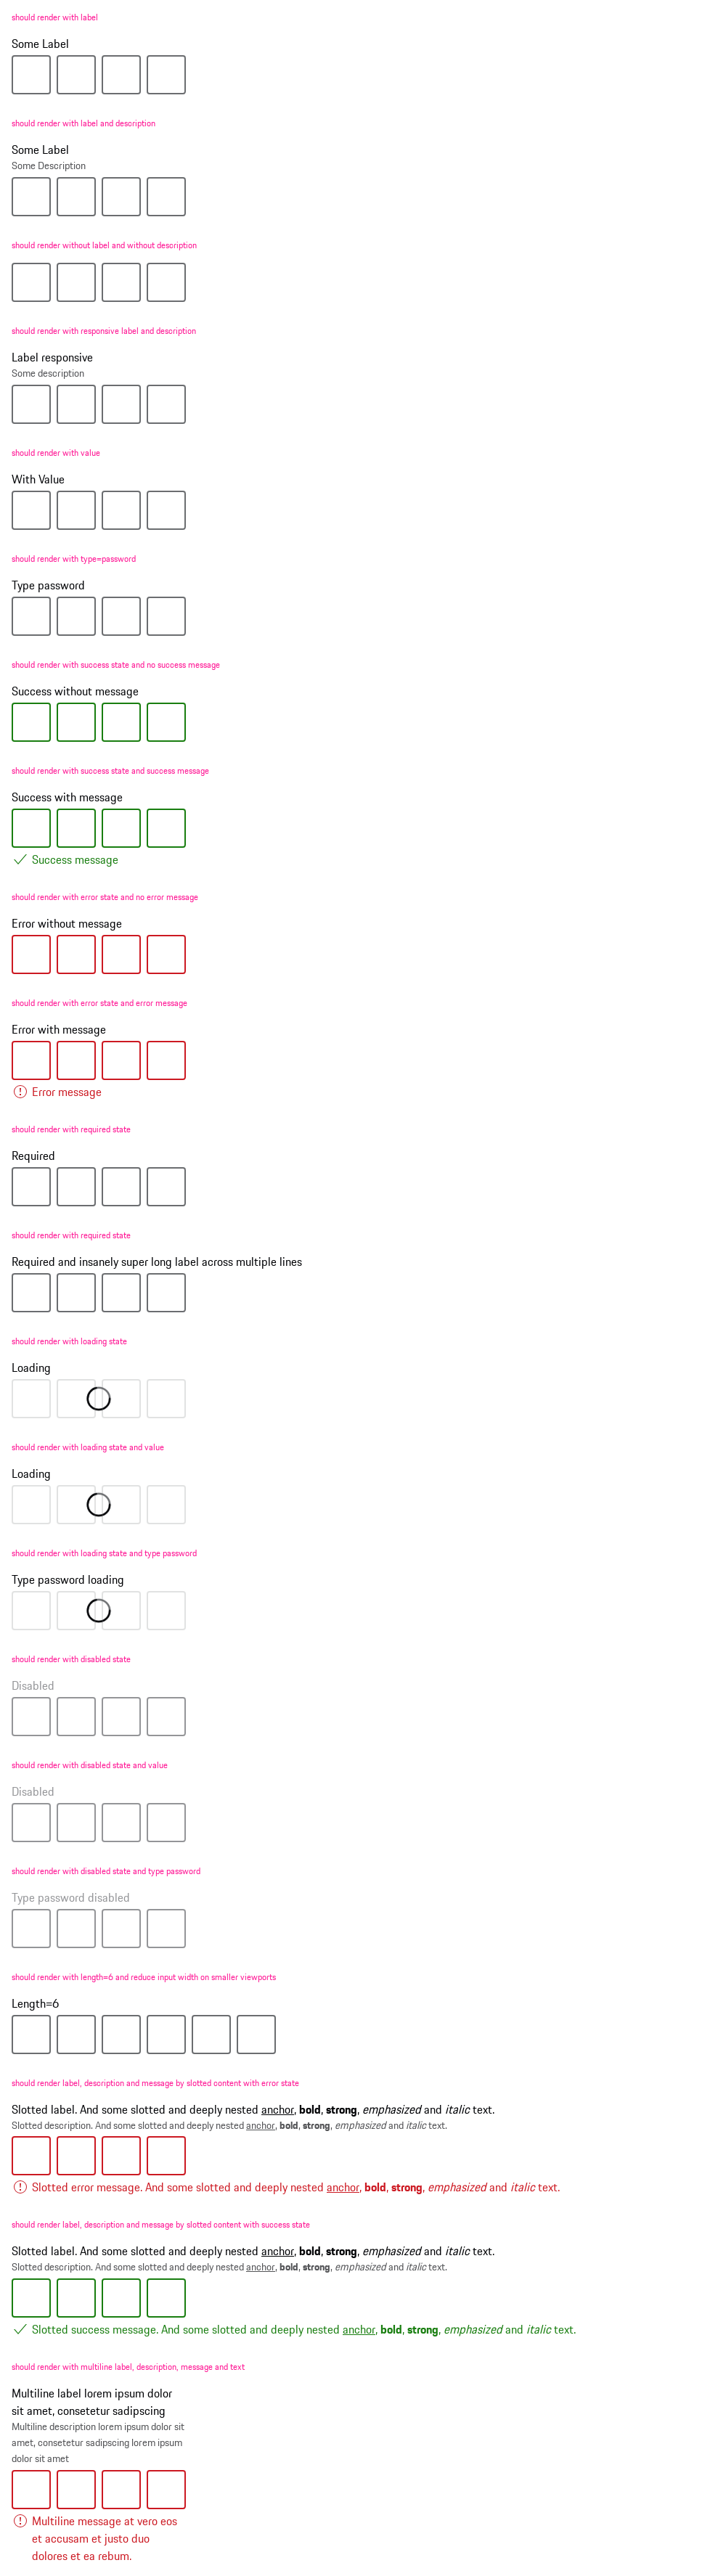 should render with label
Some Label
should render with label and description
Some Label
Some Description
should render without label and without description
should render with responsive label and description
Label responsive
Some description
should render with value
With Value
should render with type=password
Type password
should render with success state and no success message
Success without message
should render with success state and success message
Success with message
Success message
should render with error state and no error message
Error without message
should render with error state and error message
Error with message
Error message
should render with required state
Required
should render with required state
Required and insanely super long label across multiple lines
should render with loading state
Loading
should render with loading state and value
Loading
should render with loading state and type password
Type password loading
should render with disabled state
Disabled
should render with disabled state and value
Disabled
should render with disabled state and type password
Type password disabled
should render with length=6 and reduce input width on smaller viewports
Length=6
should render label, description and message by slotted content with error state
Slotted label. And some slotted and deeply nested anchor, bold, strong, emphasized and italic text.
Slotted description. And some slotted and deeply nested anchor, bold, strong, emphasized and italic text.
Slotted error message. And some slotted and deeply nested anchor, bold, strong, emphasized and italic text.
should render label, description and message by slotted content with success state
Slotted label. And some slotted and deeply nested anchor, bold, strong, emphasized and italic text.
Slotted description. And some slotted and deeply nested anchor, bold, strong, emphasized and italic text.
Slotted success message. And some slotted and deeply nested anchor, bold, strong, emphasized and italic text.
should render with multiline label, description, message and text
Multiline label lorem ipsum dolor
sit amet, consetetur sadipscing
Multiline description lorem ipsum dolor sit
amet, consetetur sadipscing lorem ipsum
dolor sit amet
Multiline message at vero eos
et accusam et justo duo
dolores et ea rebum.